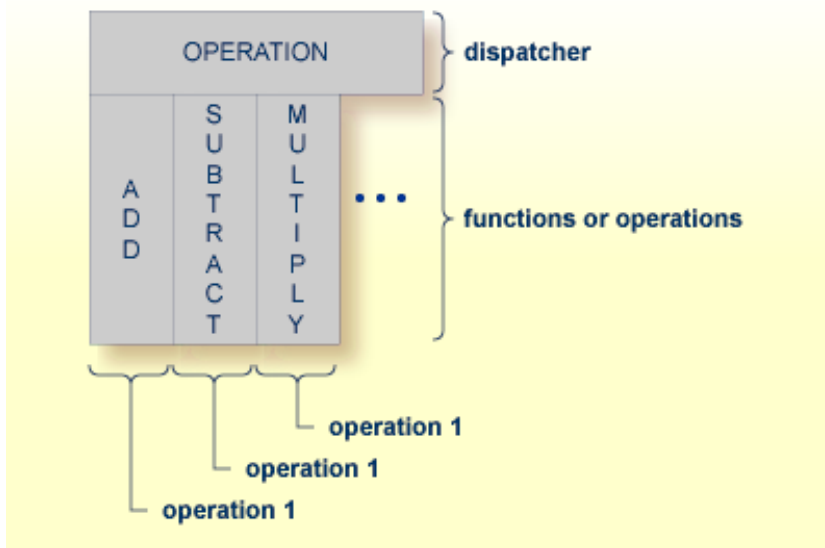 OPERATION
dispatcher
ADD
SUBTRACT
MULTIPLY
...
functions or operations
operation 1
operation 1
operation 1